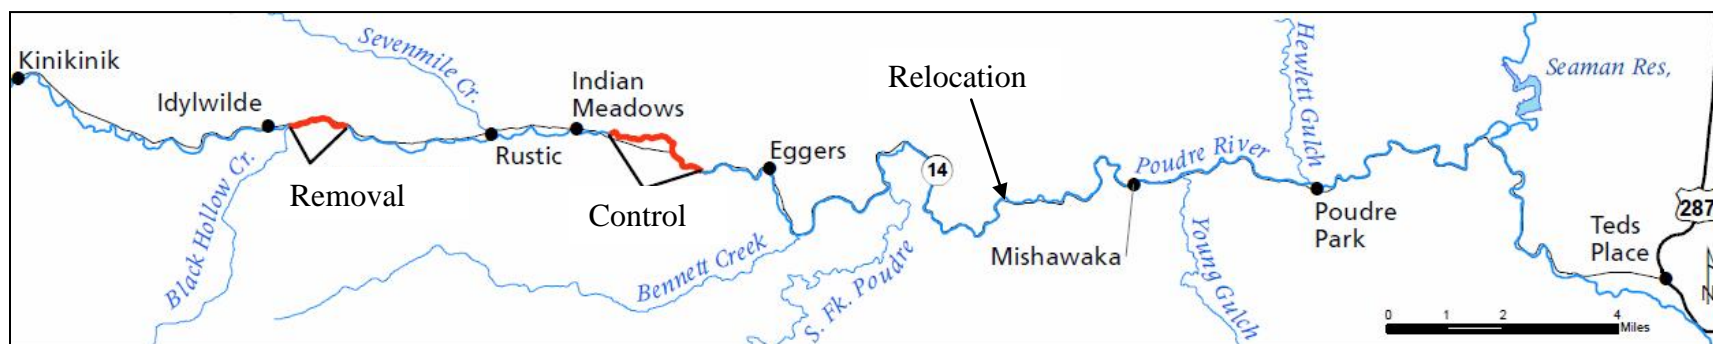 Kinikinik
Idylwilde
Black Hollow Cr.
Removal
Sevenmile Cr.
Rustic
Indian
Meadows
Control
Eggers
Bennett Creek
S. Fk. Poudre
14
Relocation
Mishawaka
Poudre River
Young Gulch
Hewlett Gulch
Poudre
Park
Seaman Res,
Teds
Place
287
N
0 1 2 4
Miles